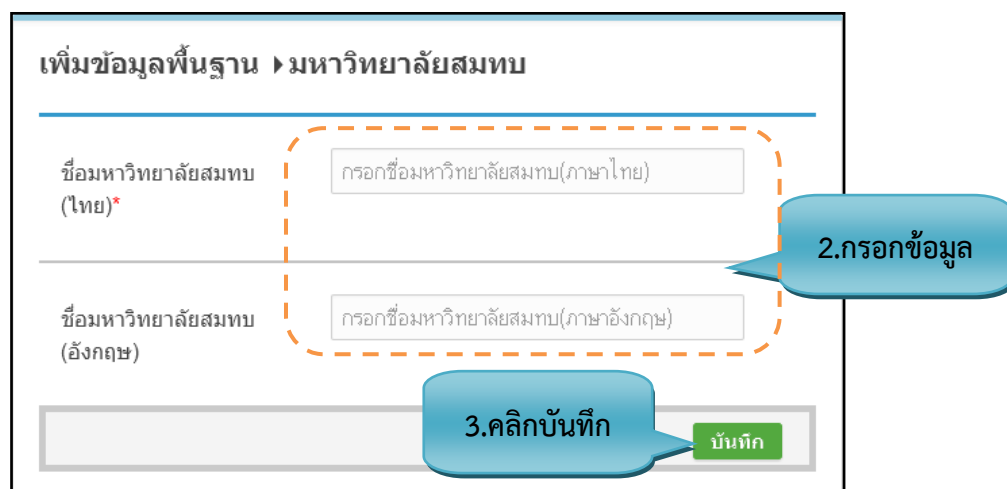 เพิ่มข้อมูลพื้นฐาน ▸ มหาวิทยาลัยสมทบ
ชื่อมหาวิทยาลัยสมทบ
(ไทย)*
กรอกชื่อมหาวิทยาลัยสมทบ(ภาษาไทย)
2.กรอกข้อมูล
ชื่อมหาวิทยาลัยสมทบ
(อังกฤษ)
กรอกชื่อมหาวิทยาลัยสมทบ(ภาษาอังกฤษ)
3.คลิกบันทึก
บันทึก